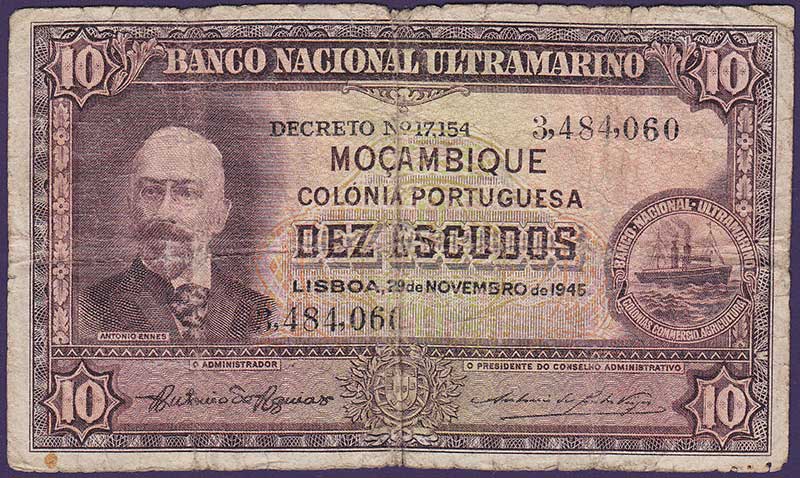 10 BANCO NACIONAL ULTRAMARINO 10
DECRETO Nº 17,154 3,484,060
MOÇAMBIQUE
COLÓNIA PORTUGUESA
DEZ ESCUDOS
LISBOA, 29 de NOVEMBRO de 1945
3,484,060
BANCO·NACIONAL·ULTRAMARINO
COLONIAS, COMMERCIO, AGRICULTURA
ANTONIO ENNES
O ADMINISTRADOR
O PRESIDENTE DO CONSELHO ADMINISTRATIVO
10 10